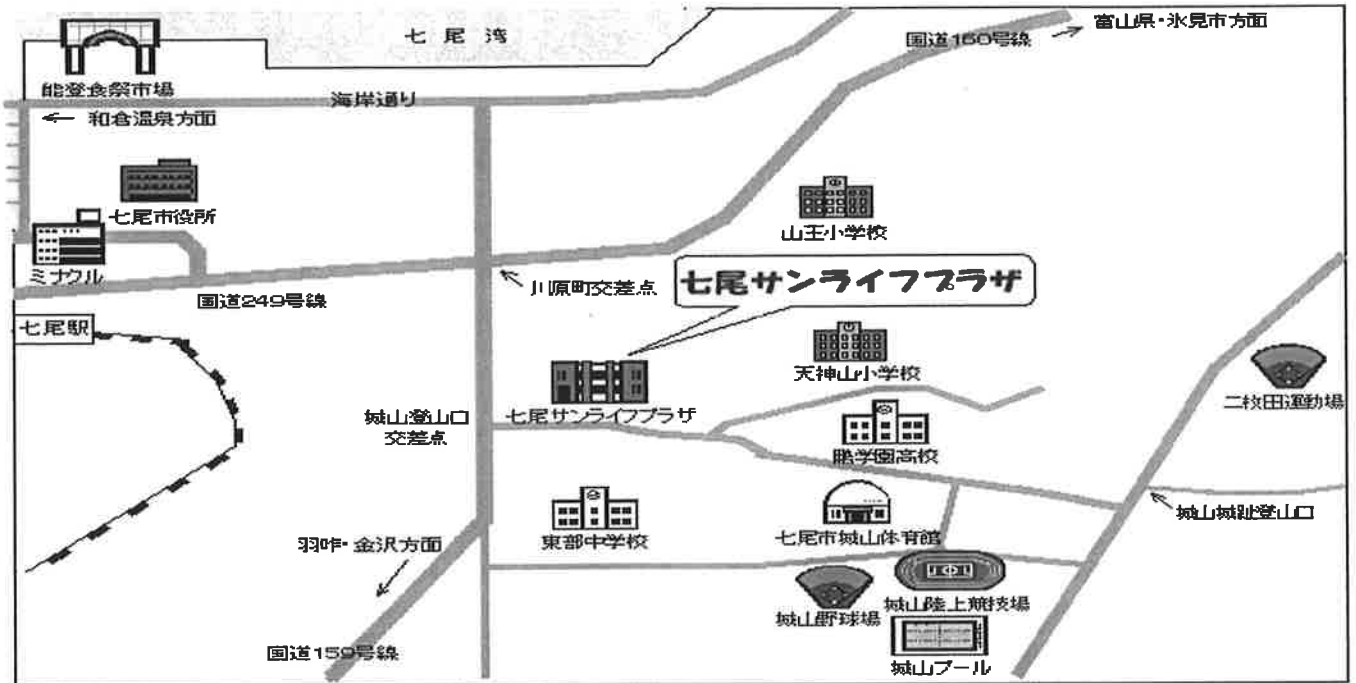 七尾湾
国道160号線
富山県・氷見市方面
能登食祭市場
海岸通り
和倉温泉方面
七尾市役所
山王小学校
ミナクル
川原町交差点
七尾サンライフプラザ
国道249号線
七尾駅
天神山小学校
七尾サンライフプラザ
二枚田運動場
城山登山口
交差点
鵬学園高校
城山城趾登山口
東部中学校
七尾市城山体育館
羽咋・金沢方面
城山野球場
城山陸上競技場
国道159号線
城山プール